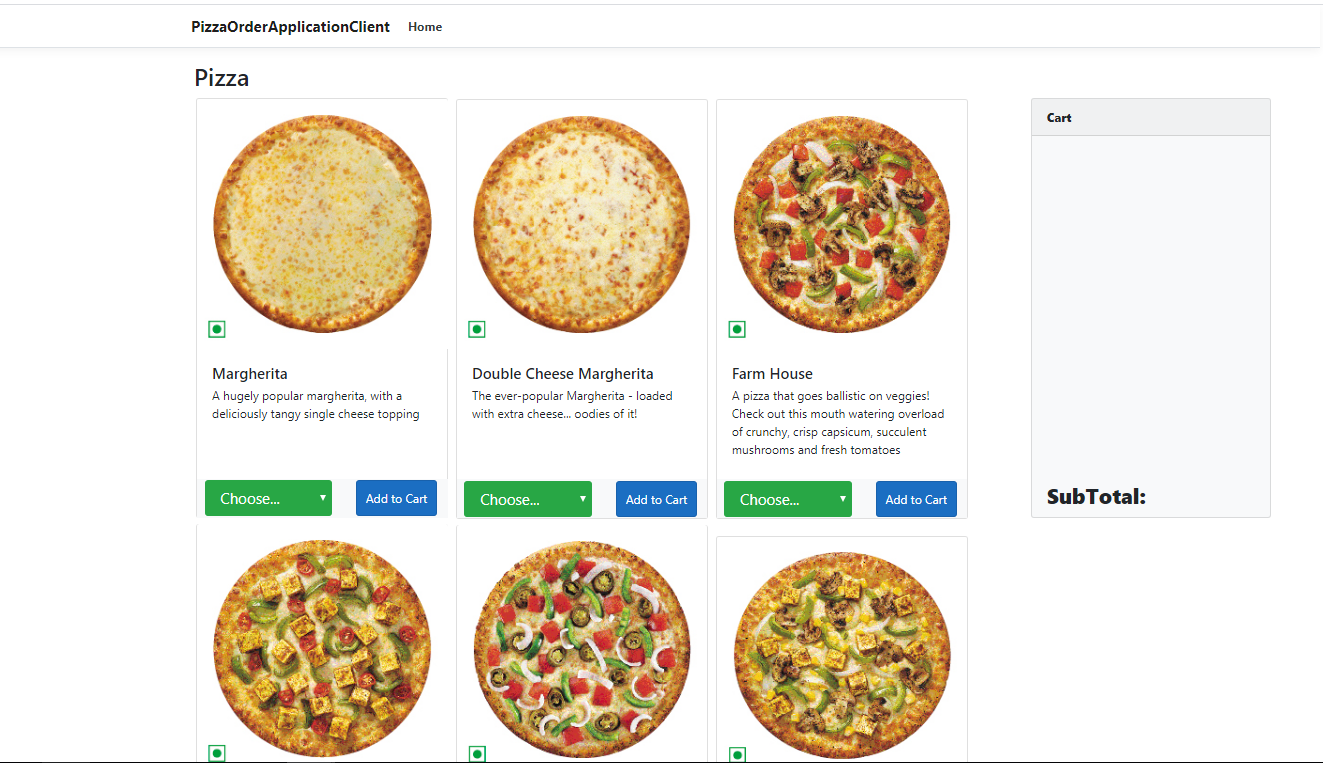 PizzaOrderApplicationClient Home
Pizza
Cart
Margherita
A hugely popular margherita, with a
deliciously tangy single cheese topping
Choose...
Add to Cart
Double Cheese Margherita
The ever-popular Margherita - loaded
with extra cheese... oodies of it!
Choose...
Add to Cart
Farm House
A pizza that goes ballistic on veggies!
Check out this mouth watering overload
of crunchy, crisp capsicum, succulent
mushrooms and fresh tomatoes
Choose...
Add to Cart
SubTotal: